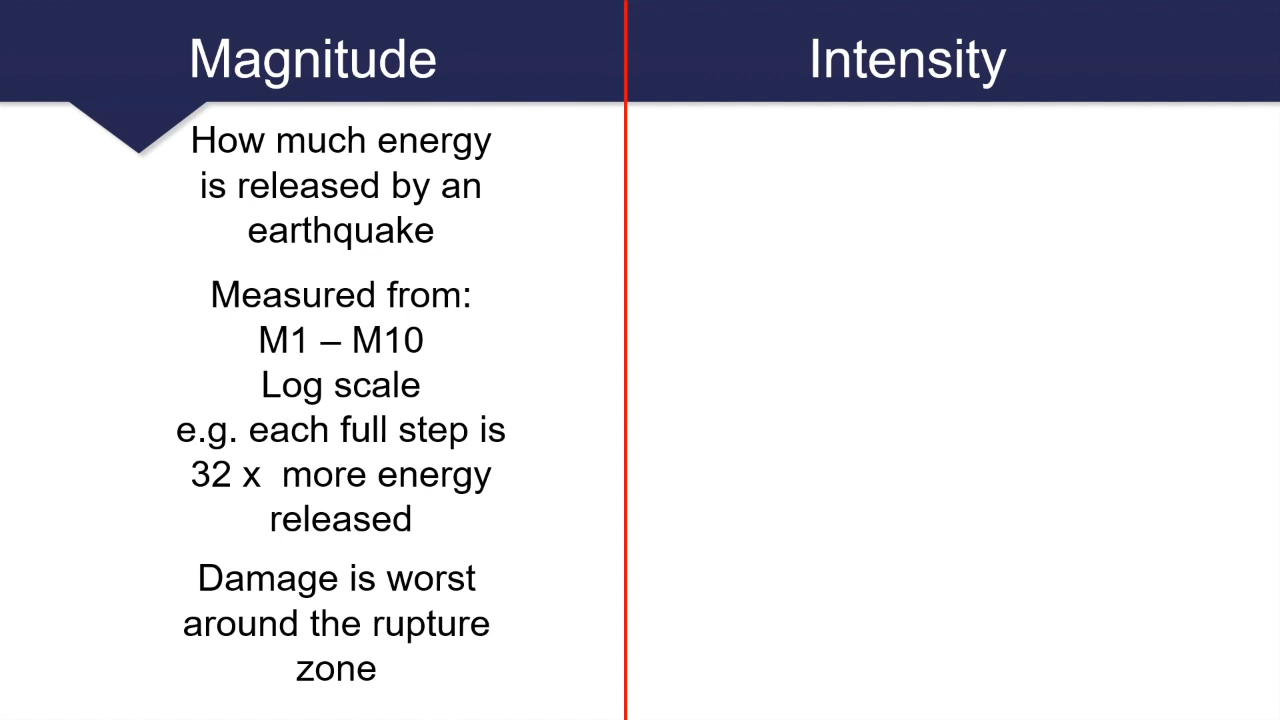 Magnitude
Intensity
How much energy
is released by an
earthquake
Measured from:
M1 – M10
Log scale
e.g. each full step is
32 x  more energy
released
Damage is worst
around the rupture
zone